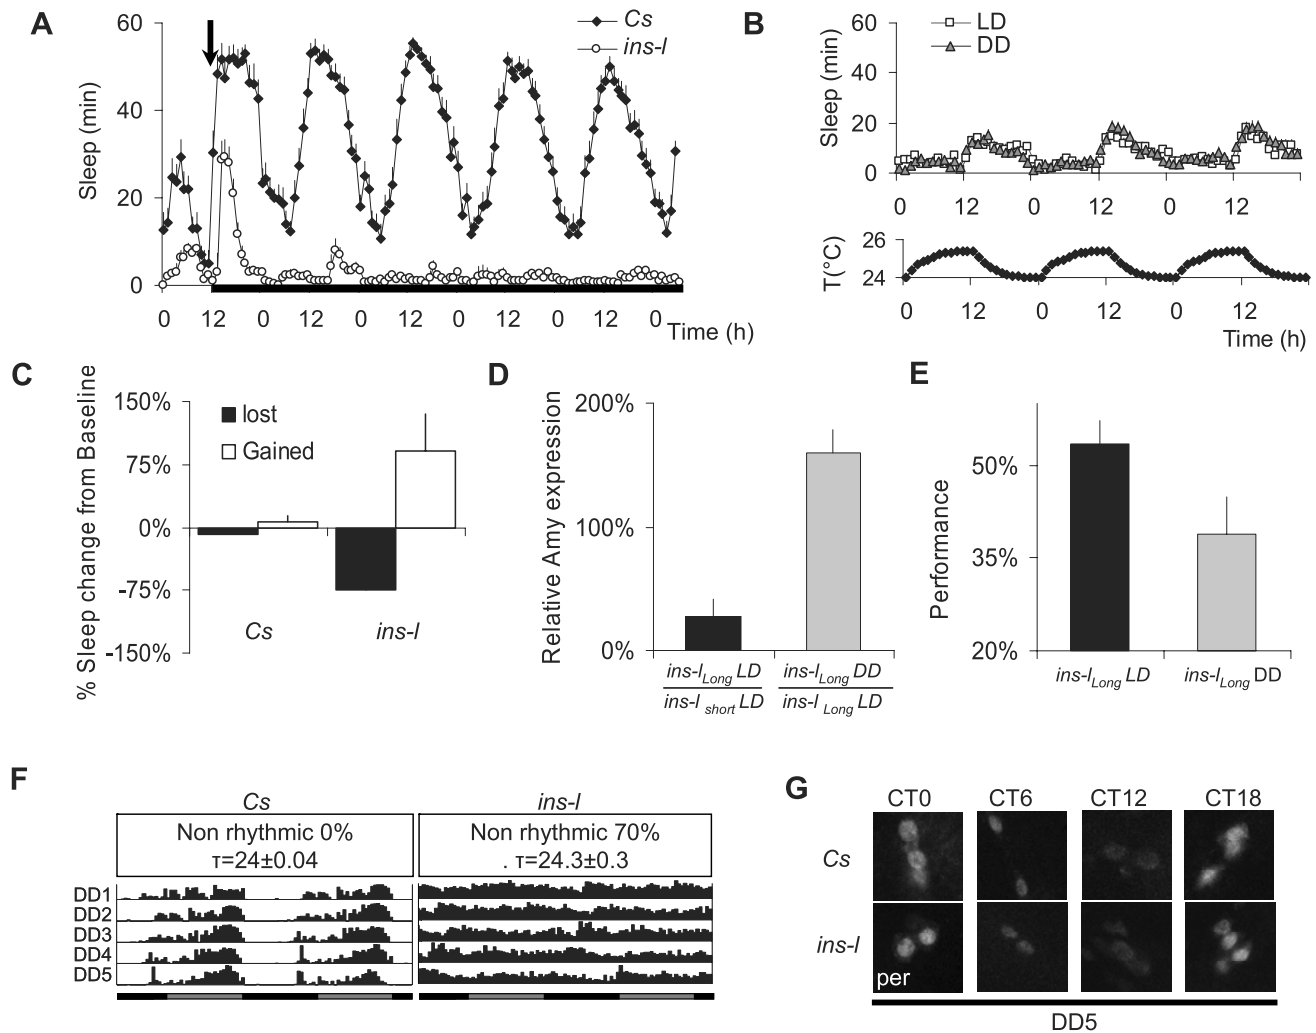 A
60
40
20
0
Sleep (min)
Cs
ins-l
0 12 0 12 0 12 0 12 0 12 0
Time (h)
B
60
40
20
0
Sleep (min)
LD
DD
0 12 0 12 0 12
26
24
T(°C)
0 12 0 12 0 12
Time (h)
C
% Sleep change from Baseline
150%
75%
0%
-75%
-150%
lost
Gained
Cs
ins-l
D
Relative Amy expression
200%
100%
0%
ins-l Long LD
ins-l short LD
ins-l Long DD
ins-l Long LD
E
Performance
50%
35%
20%
ins-l Long LD
ins-l Long DD
F
Cs
ins-l
Non rhythmic 0%
τ=24±0.04
Non rhythmic 70%
. τ=24.3±0.3
DD1
DD2
DD3
DD4
DD5
G
CT0 CT6 CT12 CT18
Cs
ins-l
per
DD5